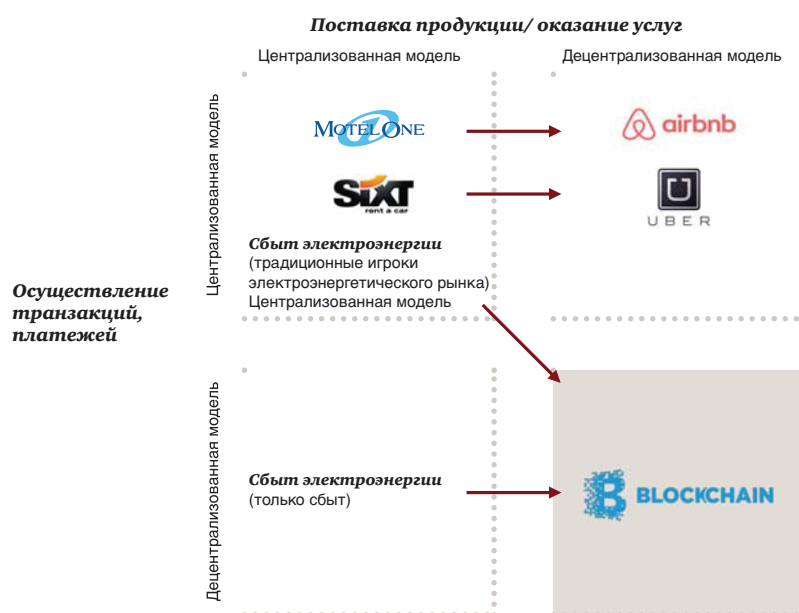 Поставка продукции/ оказание услуг
Централизованная модель
Децентрализованная модель
Централизованная модель
MOTEL ONE
airbnb
SIXT
rent a car
UBER
Сбыт электроэнергии
(традиционные игроки
электроэнергетического рынка)
Централизованная модель
Осуществление
транзакций,
платежей
Децентрализованная модель
Сбыт электроэнергии
(только сбыт)
BLOCKCHAIN